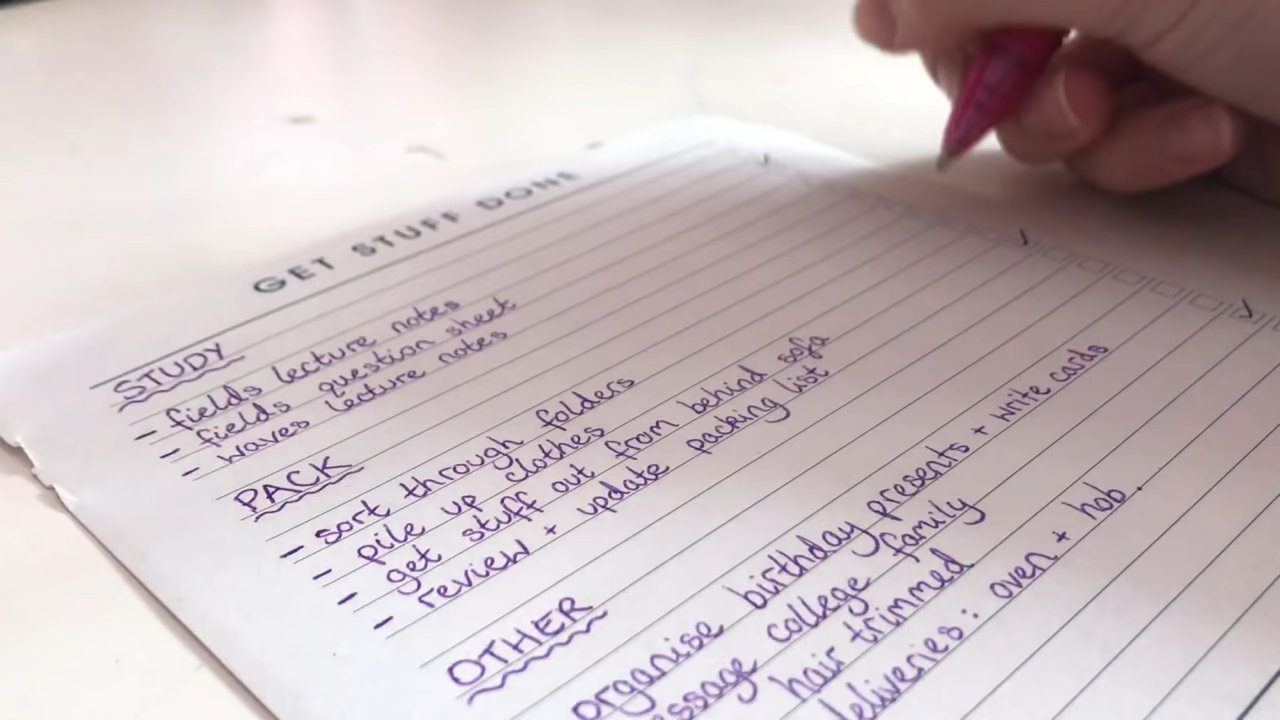 GET STUFF DONE
STUDY
- fields lecture notes
- fields question sheet
- waves lecture notes
PACK
- sort through folders
- pile up clothes
- get stuff out from behind sofa
- review + update packing list
OTHER
organise birthday presents + write cards
college family
hair trimmed
deliveries: oven + hob